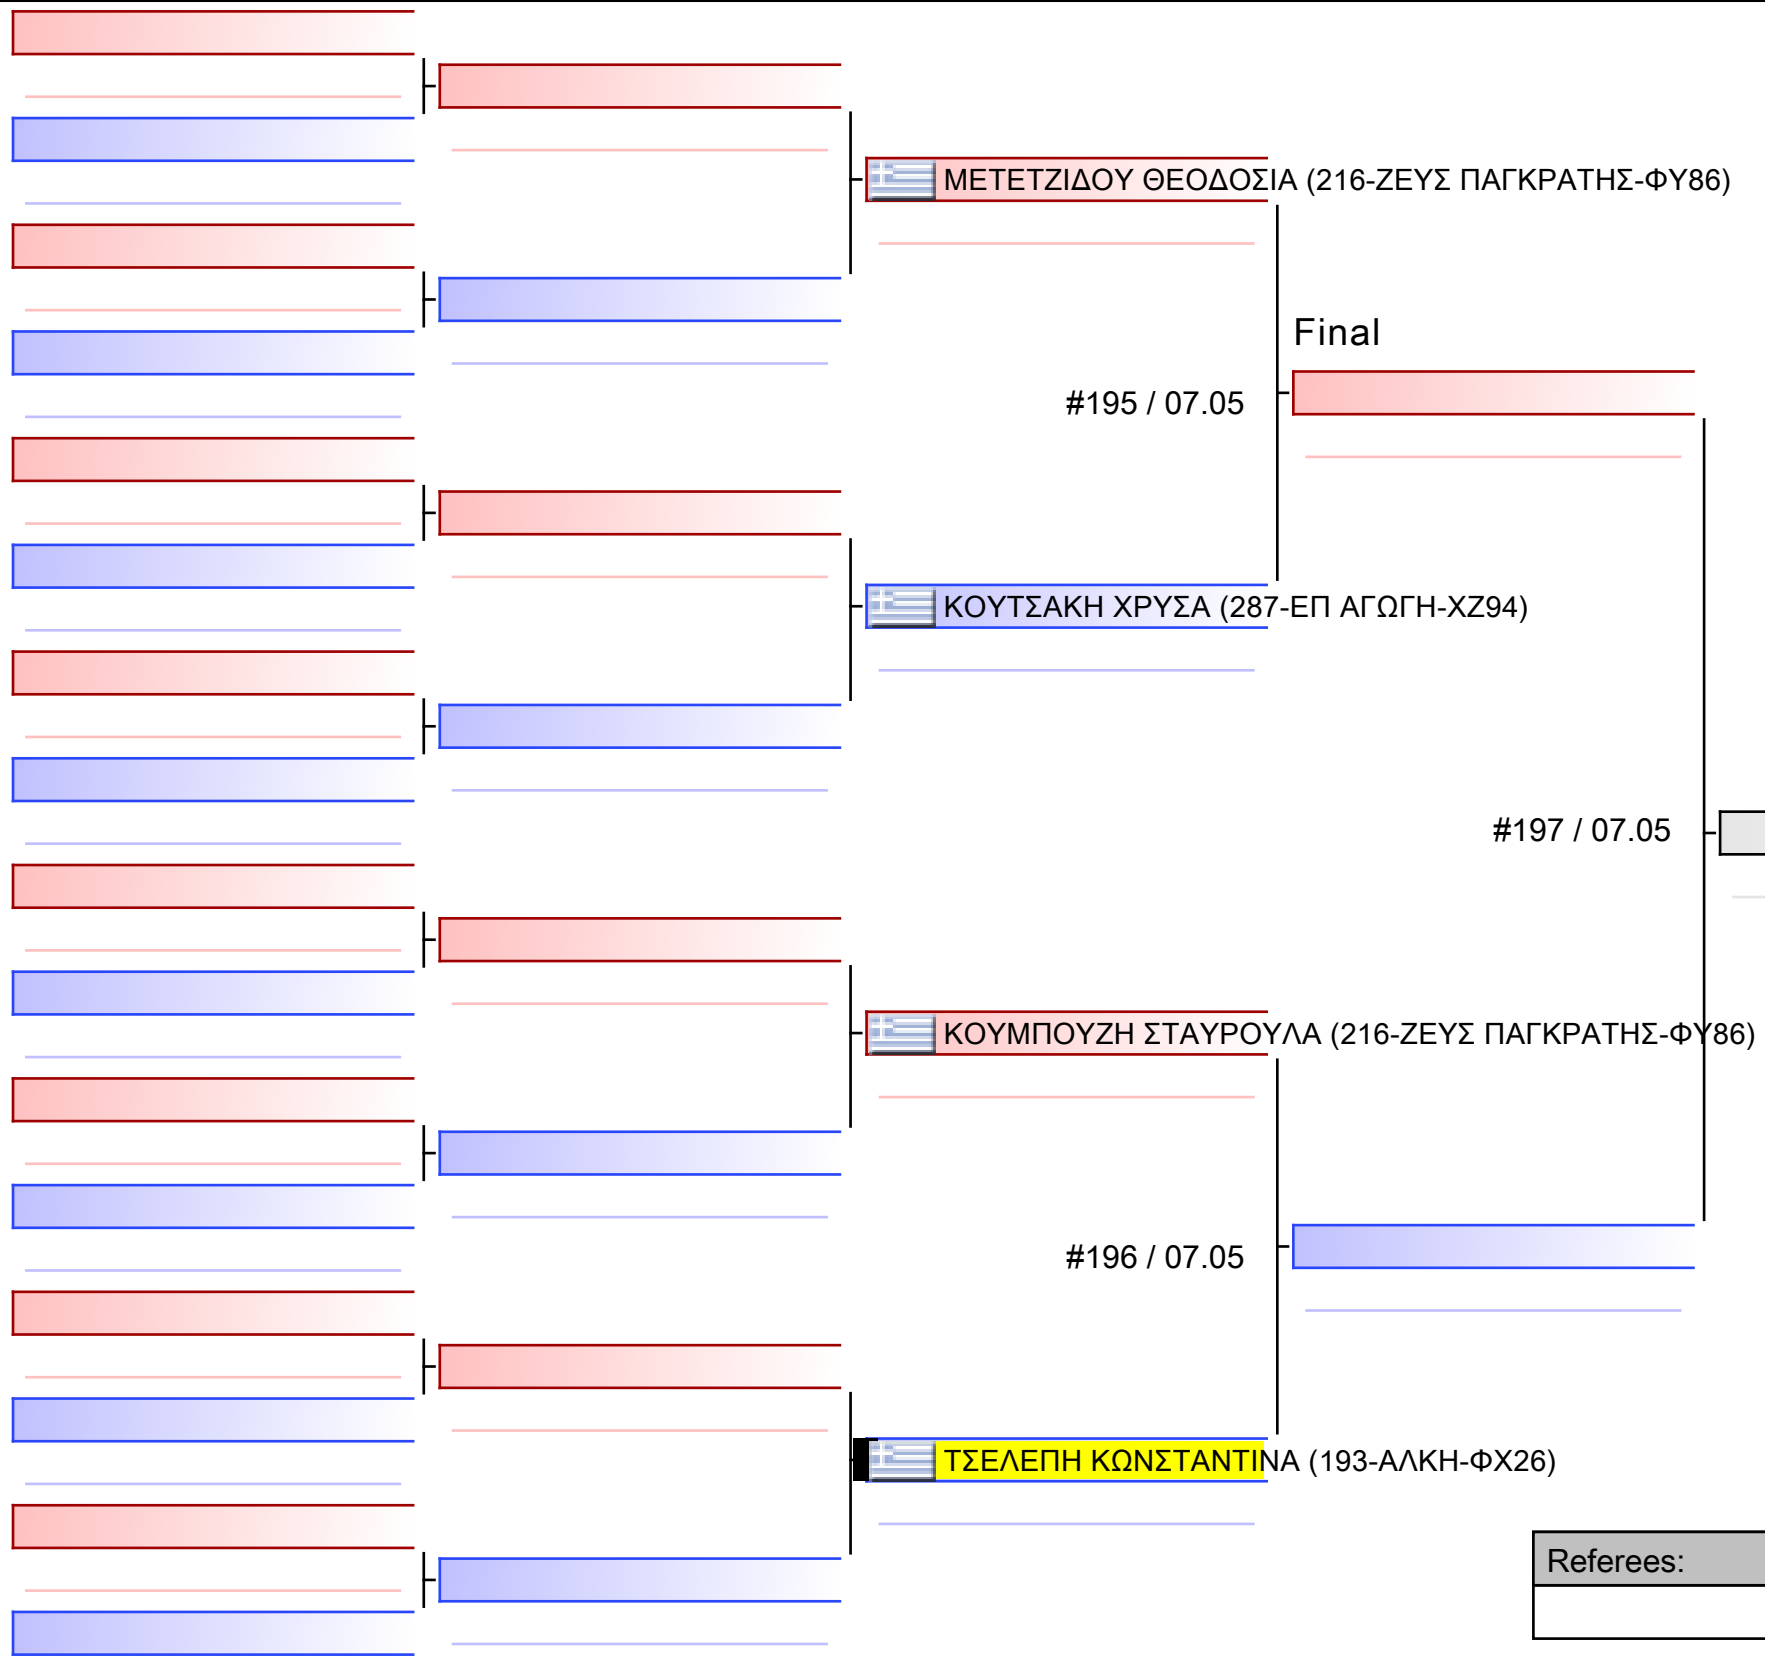 ΜΕΤΕΤΖΙΔΟΥ ΘΕΟΔΟΣΙΑ (216-ΖΕΥΣ ΠΑΓΚΡΑΤΗΣ-ΦΥ86)
Final
#195 / 07.05
ΚΟΥΤΣΑΚΗ ΧΡΥΣΑ (287-ΕΠ ΑΓΩΓΗ-ΧΖ94)
#197 / 07.05
ΚΟΥΜΠΟΥΖΗ ΣΤΑΥΡΟΥΛΑ (216-ΖΕΥΣ ΠΑΓΚΡΑΤΗΣ-ΦΥ86)
#196 / 07.05
ΤΣΕΛΕΠΗ ΚΩΝΣΤΑΝΤΙΝΑ (193-ΑΛΚΗ-ΦΧ26)
Referees: